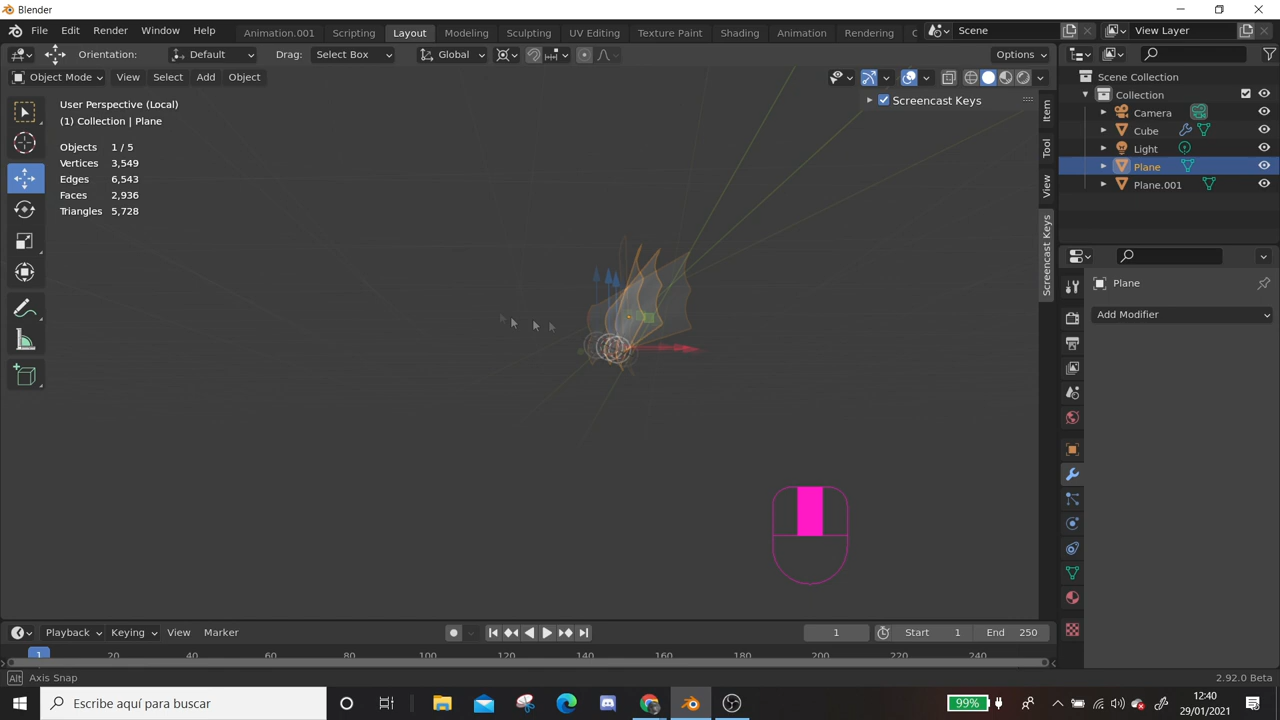 Blender
File Edit Render Window Help
Animation.001 Scripting Layout Modeling Sculpting UV Editing Texture Paint Shading Animation Rendering C
Scene View Layer
Orientation: Default Drag: Select Box Global Options
Object Mode View Select Add Object
User Perspective (Local)
(1) Collection | Plane
Objects 1 / 5
Vertices 3,549
Edges 6,543
Faces 2,936
Triangles 5,728
Screencast Keys
Item
Tool
View
Screencast Keys
Scene Collection
Collection
Camera
Cube
Light
Plane
Plane.001
Plane
Add Modifier
Playback Keying View Marker
1 Start 1 End 250
1 20 40 60 80 100 120 140 160 180 200 220 240
Alt Axis Snap 2.92.0 Beta
Escribe aquí para buscar
99%
12:40
29/01/2021